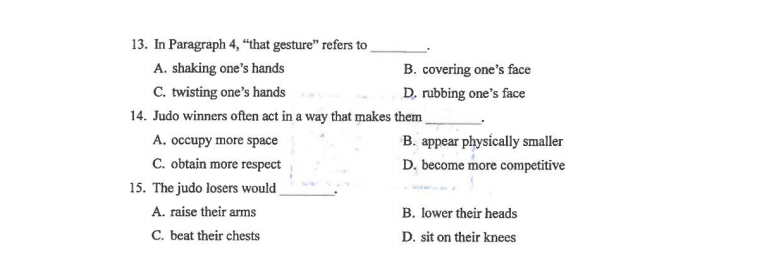 13. In Paragraph 4, “that gesture” refers to ________.
A. shaking one’s hands B. covering one’s face
C. twisting one’s hands D. rubbing one’s face
14. Judo winners often act in a way that makes them ________.
A. occupy more space B. appear physically smaller
C. obtain more respect D. become more competitive
15. The judo losers would ________.
A. raise their arms B. lower their heads
C. beat their chests D. sit on their knees